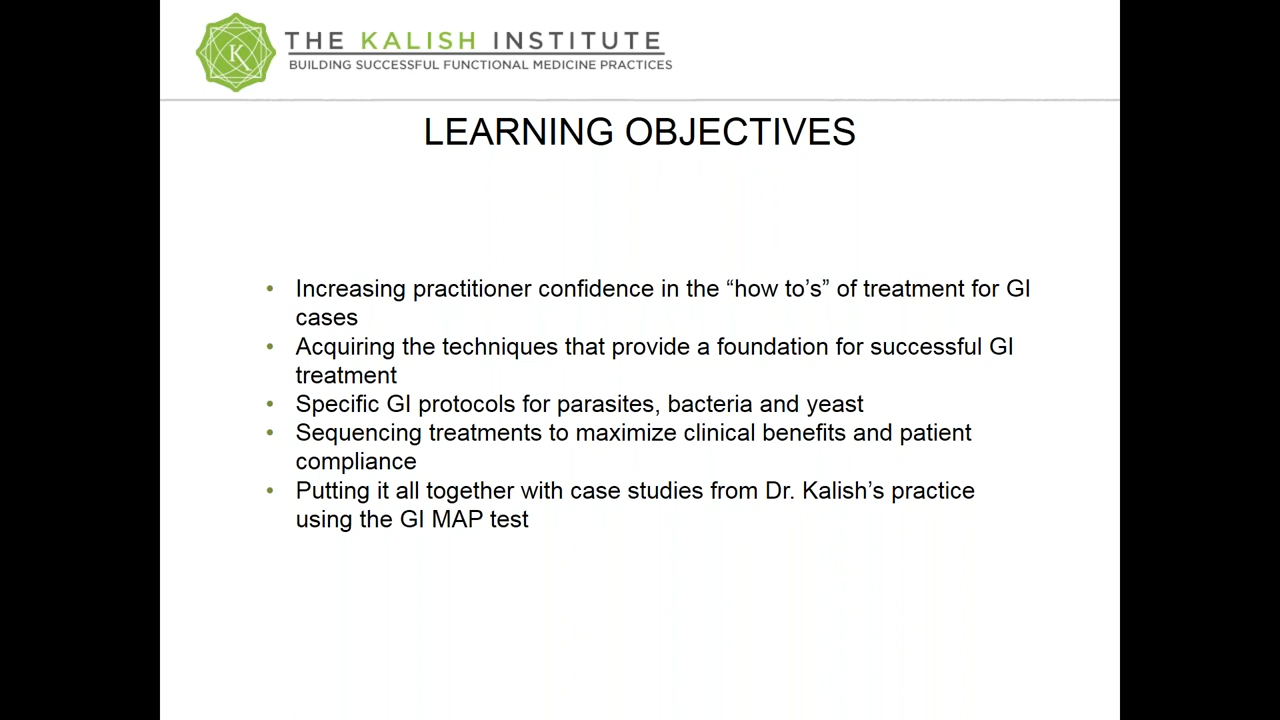 K
THE KALISH INSTITUTE
BUILDING SUCCESSFUL FUNCTIONAL MEDICINE PRACTICES
LEARNING OBJECTIVES
• Increasing practitioner confidence in the “how to’s” of treatment for GI
cases
• Acquiring the techniques that provide a foundation for successful GI
treatment
• Specific GI protocols for parasites, bacteria and yeast
• Sequencing treatments to maximize clinical benefits and patient
compliance
• Putting it all together with case studies from Dr. Kalish’s practice
using the GI MAP test